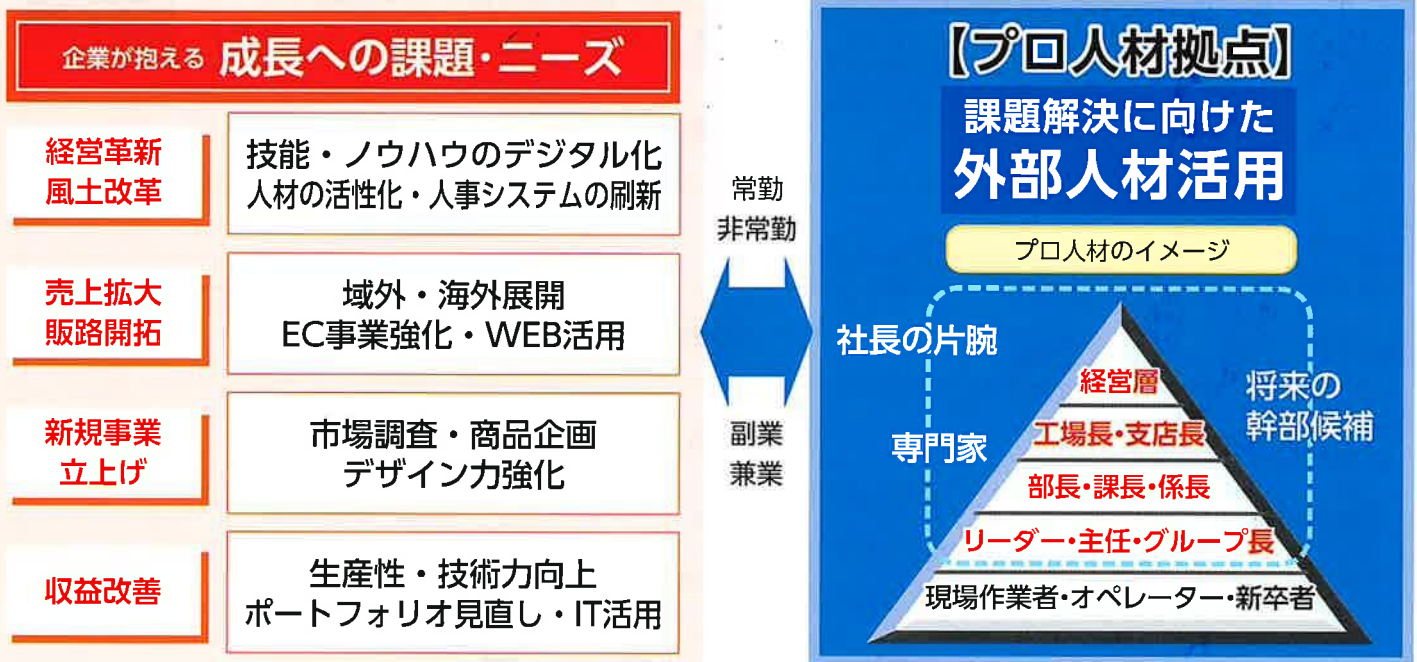 企業が抱える 成長への課題・ニーズ
経営革新
風土改革
技能・ノウハウのデジタル化
人材の活性化・人事システムの刷新
売上拡大
販路開拓
域外・海外展開
EC事業強化・WEB活用
新規事業
立上げ
市場調査・商品企画
デザイン力強化
収益改善
生産性・技術力向上
ポートフォリオ見直し・IT活用
常勤
非常勤
副業
兼業
【プロ人材拠点】
課題解決に向けた
外部人材活用
プロ人材のイメージ
社長の片腕
専門家
将来の
幹部候補
経営層
工場長・支店長
部長・課長・係長
リーダー・主任・グループ長
現場作業者・オペレーター・新卒者